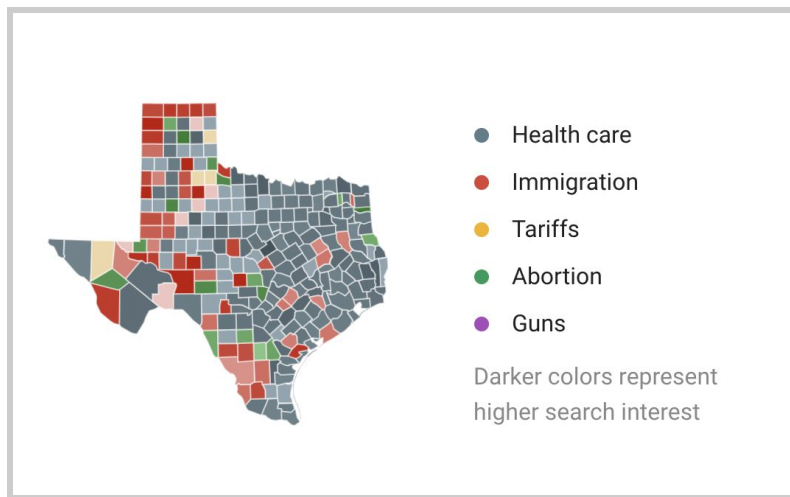 Health care
Immigration
Tariffs
Abortion
Guns
Darker colors represent
higher search interest